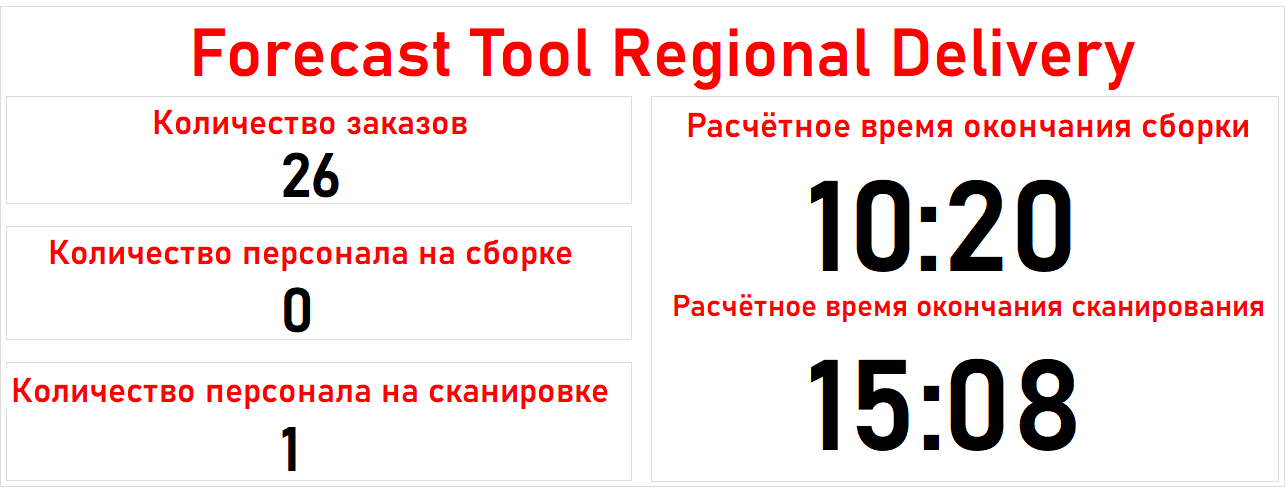 Forecast Tool Regional Delivery
Количество заказов
26
Количество персонала на сборке
0
Количество персонала на сканировке
1
Расчётное время окончания сборки
10:20
Расчётное время окончания сканирования
15:08